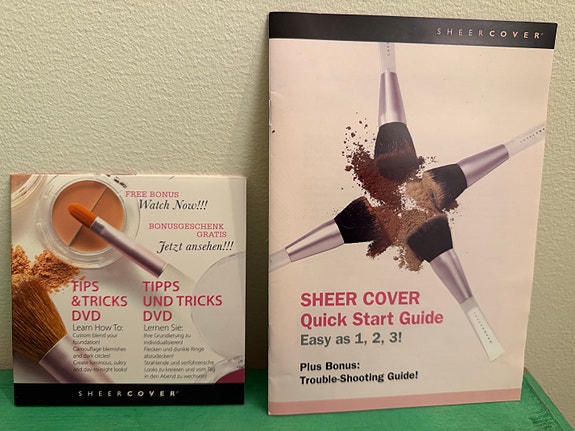 FREE BONUS
Watch Now!!!
BONUSGESCHENK
GRATIS
Jetzt ansehen!!!
TIPS
&TRICKS
DVD
Learn How To:
Custom blend your
foundation!
Camouflage blemishes
and dark circles!
Create luminous, sultry
and day-to-night looks!
TIPPS
UND TRICKS
DVD
Lernen Sie:
Ihre Grundierung zu
individualisieren!
Flecken und dunkle Ringe
abzudecken!
Strahlende und verführerische
Looks zu kreieren und vom Tag
in den Abend zu wechseln!
SHEERCOVER
SHEERCOVER
SHEER COVER
Quick Start Guide
Easy as 1, 2, 3!
Plus Bonus:
Trouble-Shooting Guide!